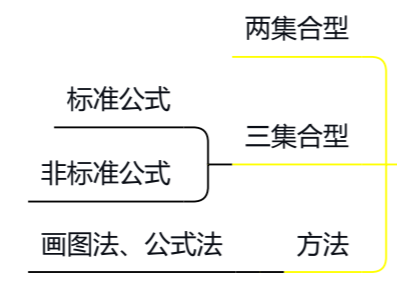 两集合型
标准公式
三集合型
非标准公式
画图法、公式法
方法